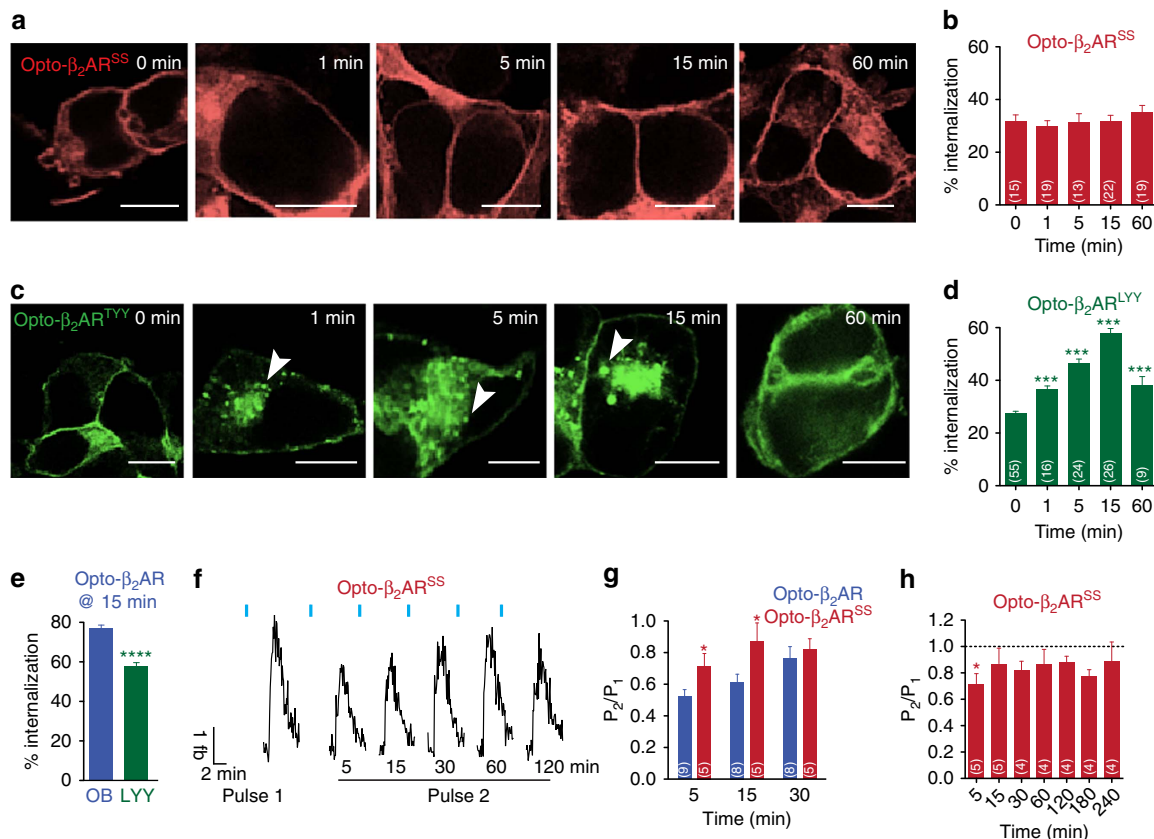 a
Opto-β₂ARˢˢ 0 min
1 min
5 min
15 min
60 min
b
Opto-β₂ARˢˢ
% internalization
60
40
20
0
(15) (19) (13) (22) (19)
0 1 5 15 60
Time (min)
c
Opto-β₂ARᵀʸʸ 0 min
1 min
5 min
15 min
60 min
d
Opto-β₂ARᴸʸʸ
% internalization
60
40
20
0
*** *** *** ***
(55) (16) (24) (26) (9)
0 1 5 15 60
Time (min)
e
Opto-β₂AR
@ 15 min
% internalization
80
60
40
20
0
****
OB LYY
f
Opto-β₂ARˢˢ
1 fb
2 min
5 15 30 60 120 min
Pulse 1 Pulse 2
g
Opto-β₂AR
Opto-β₂ARˢˢ
P₂/P₁
1.0
0.8
0.6
0.4
0.2
0.0
* *
(9) (5) (8) (5) (8) (5)
5 15 30
Time (min)
h
Opto-β₂ARˢˢ
P₂/P₁
1.2
1.0
0.8
0.6
0.4
0.2
0.0
*
(5) (5) (4) (4) (4) (4) (4)
5 15 30 60 120 180 240
Time (min)